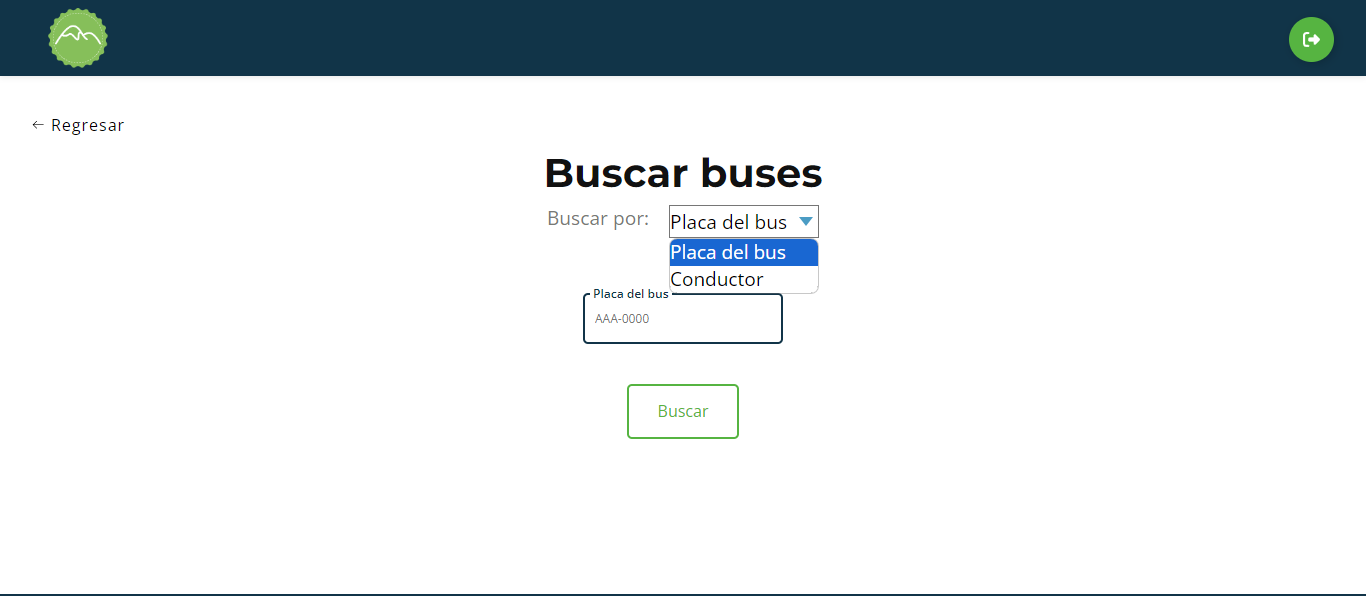 ← Regresar
Buscar buses
Buscar por: Placa del bus
Placa del bus
Conductor
Placa del bus
AAA-0000
Buscar